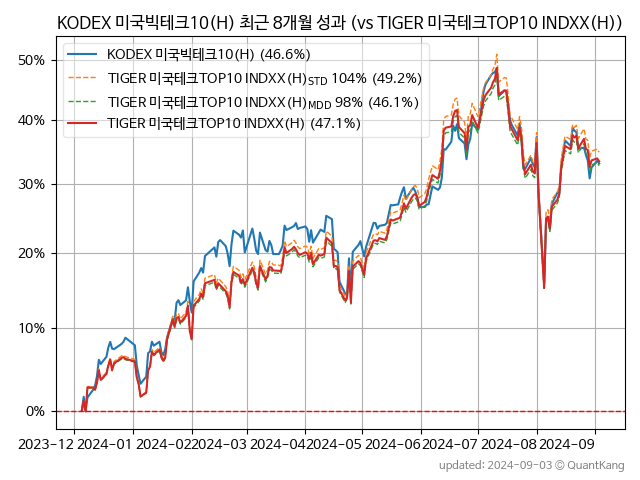 KODEX 미국빅테크10(H) 최근 8개월 성과 (vs TIGER 미국테크TOP10 INDXX(H))
KODEX 미국빅테크10(H) (46.6%)
TIGER 미국테크TOP10 INDXX(H)STD 104% (49.2%)
TIGER 미국테크TOP10 INDXX(H)MDD 98% (46.1%)
TIGER 미국테크TOP10 INDXX(H) (47.1%)
50%
40%
30%
20%
10%
0%
2023-12 2024-01 2024-02 2024-03 2024-04 2024-05 2024-06 2024-07 2024-08 2024-09
updated: 2024-09-03 © QuantKang